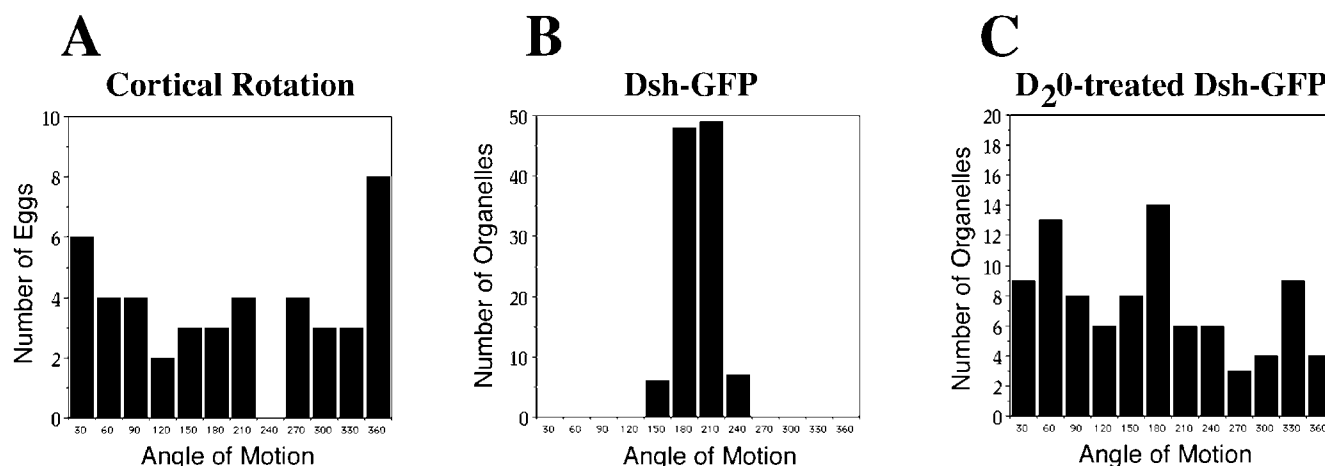 A
Cortical Rotation
Number of Eggs
10
8
6
4
2
0
30 60 90 120 150 180 210 240 270 300 330 360
Angle of Motion
B
Dsh-GFP
Number of Organelles
50
40
30
20
10
0
30 60 90 120 150 180 210 240 270 300 330 360
Angle of Motion
C
D₂0-treated Dsh-GFP
Number of Organelles
20
18
16
14
12
10
8
6
4
2
0
30 60 90 120 150 180 210 240 270 300 330 360
Angle of Motion